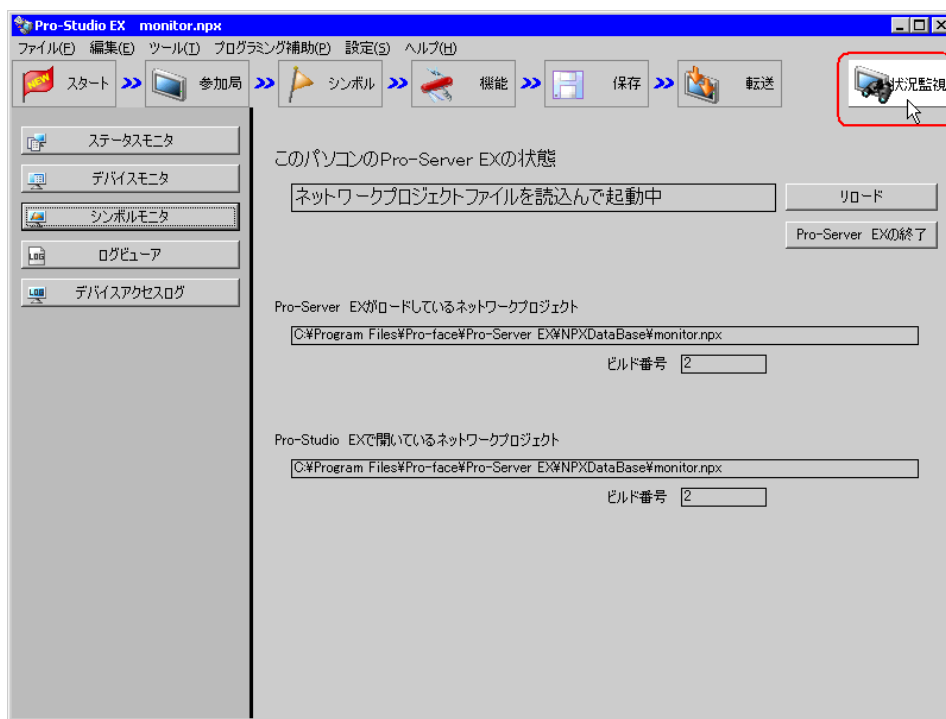 Pro-Studio EX monitor.npx
ファイル(F) 編集(E) ツール(T) プログラミング補助(P) 設定(S) ヘルプ(H)
NEW スタート 参加局 シンボル 機能 保存 転送 状況監視
ステータスモニタ
デバイスモニタ
シンボルモニタ
LOG ログビューア
LOG デバイスアクセスログ
このパソコンのPro-Server EXの状態
ネットワークプロジェクトファイルを読込んで起動中 リロード
Pro-Server EXの終了
Pro-Server EXがロードしているネットワークプロジェクト
C:¥Program Files¥Pro-face¥Pro-Server EX¥NPXDataBase¥monitor.npx
ビルド番号 2
Pro-Studio EXで開いているネットワークプロジェクト
C:¥Program Files¥Pro-face¥Pro-Server EX¥NPXDataBase¥monitor.npx
ビルド番号 2